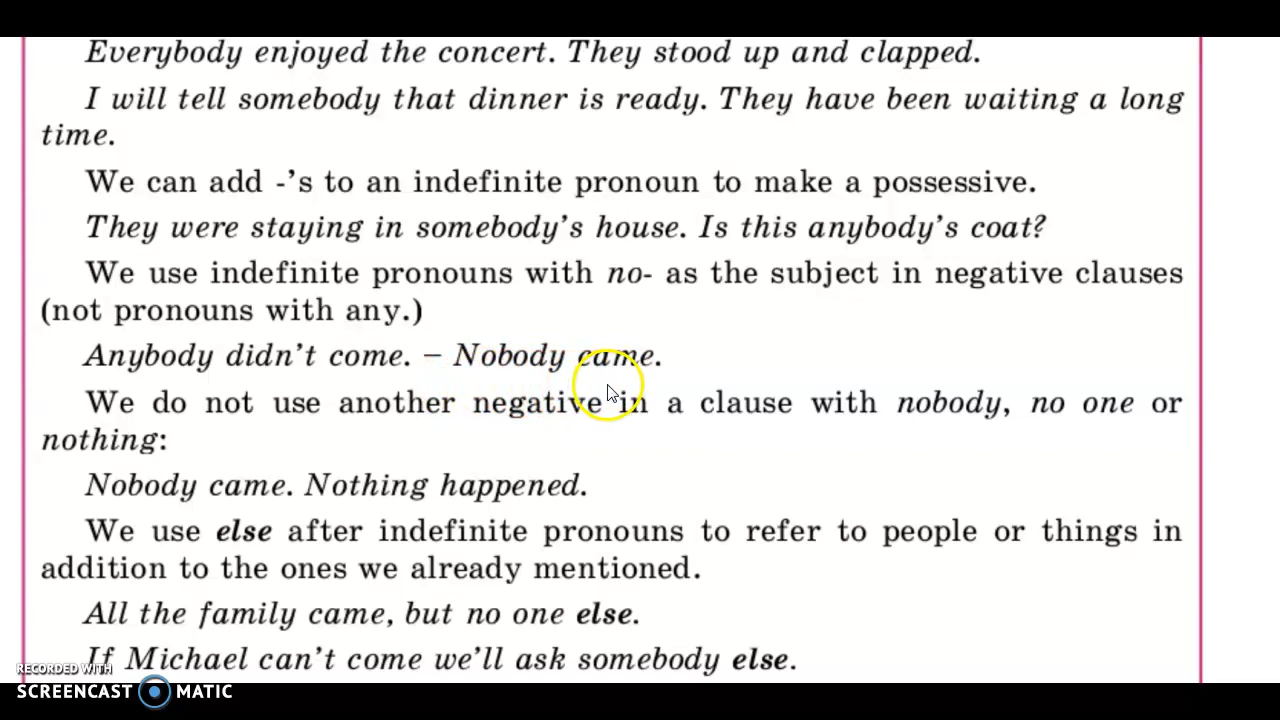 Everybody enjoyed the concert. They stood up and clapped.
I will tell somebody that dinner is ready. They have been waiting a long
time.
We can add -'s to an indefinite pronoun to make a possessive.
They were staying in somebody's house. Is this anybody's coat?
We use indefinite pronouns with no- as the subject in negative clauses
(not pronouns with any.)
Anybody didn't come. – Nobody came.
We do not use another negative in a clause with nobody, no one or
nothing:
Nobody came. Nothing happened.
We use else after indefinite pronouns to refer to people or things in
addition to the ones we already mentioned.
All the family came, but no one else.
If Michael can't come we'll ask somebody else.
RECORDED WITH
SCREENCAST MATIC